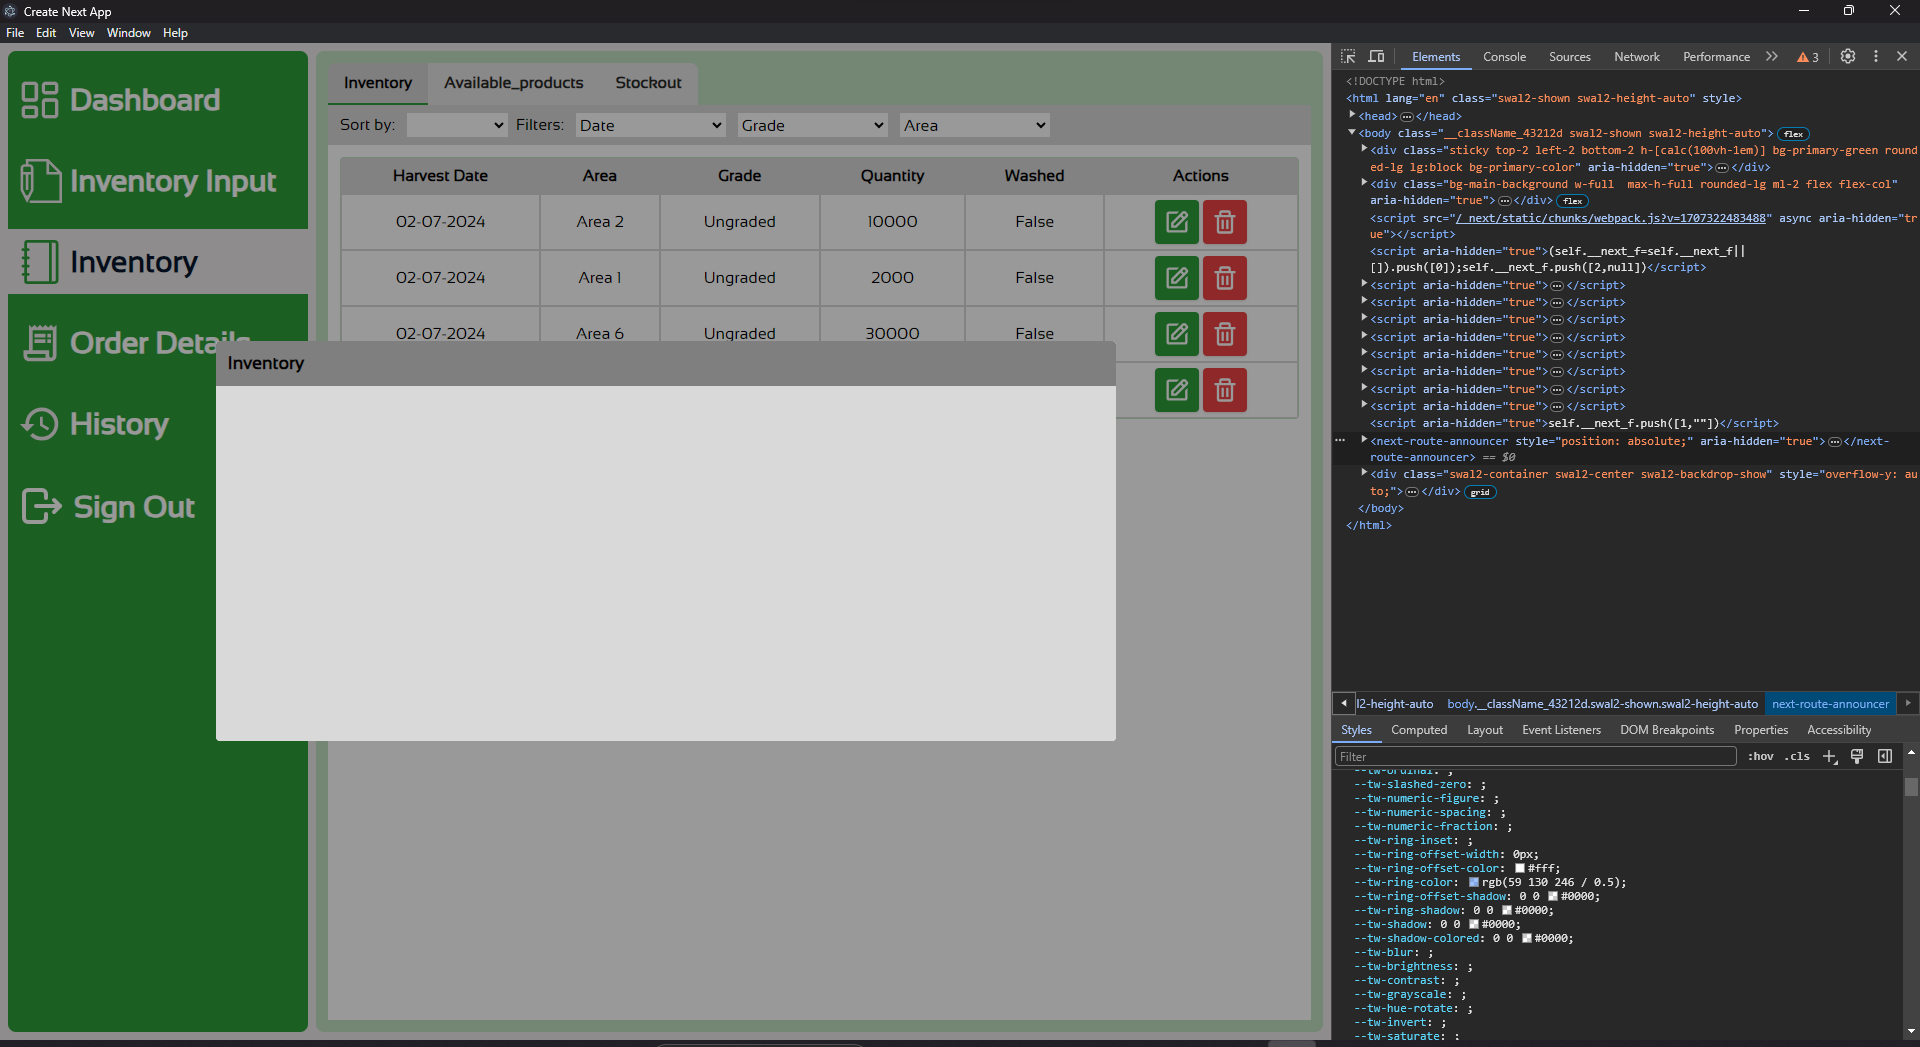 Create Next App
File Edit View Window Help
Dashboard
Inventory Input
Inventory
Order Details
History
Sign Out
Inventory Available_products Stockout
Sort by: Filters: Date Grade Area
Harvest Date Area Grade Quantity Washed Actions
02-07-2024 Area 2 Ungraded 10000 False
02-07-2024 Area 1 Ungraded 2000 False
02-07-2024 Area 6 Ungraded 30000 False
Inventory
Elements Console Sources Network Performance 3
<!DOCTYPE html>
<html lang="en" class="swal2-shown swal2-height-auto" style>
<head> … </head>
<body class="__className_43212d swal2-shown swal2-height-auto"> flex
<div class="sticky top-2 left-2 bottom-2 h-[calc(100vh-1em)] bg-primary-green round
ed-lg lg:block bg-primary-color" aria-hidden="true"> … </div>
<div class="bg-main-background w-full  max-h-full rounded-lg ml-2 flex flex-col"
aria-hidden="true"> … </div> flex
<script src="/_next/static/chunks/webpack.js?v=1707322483488" async aria-hidden="tr
ue"></script>
<script aria-hidden="true">(self.__next_f=self.__next_f||
[]).push([0]);self.__next_f.push([2,null])</script>
<script aria-hidden="true"> … </script>
<script aria-hidden="true"> … </script>
<script aria-hidden="true"> … </script>
<script aria-hidden="true"> … </script>
<script aria-hidden="true"> … </script>
<script aria-hidden="true"> … </script>
<script aria-hidden="true"> … </script>
<script aria-hidden="true"> … </script>
<script aria-hidden="true">self.__next_f.push([1,""])</script>
… <next-route-announcer style="position: absolute;" aria-hidden="true"> … </next-
route-announcer> == $0
<div class="swal2-container swal2-center swal2-backdrop-show" style="overflow-y: au
to;"> … </div> grid
</body>
</html>
l2-height-auto body.__className_43212d.swal2-shown.swal2-height-auto next-route-announcer
Styles Computed Layout Event Listeners DOM Breakpoints Properties Accessibility
Filter :hov .cls
--tw-ordinal: ;
--tw-slashed-zero: ;
--tw-numeric-figure: ;
--tw-numeric-spacing: ;
--tw-numeric-fraction: ;
--tw-ring-inset: ;
--tw-ring-offset-width: 0px;
--tw-ring-offset-color: #fff;
--tw-ring-color: rgb(59 130 246 / 0.5);
--tw-ring-offset-shadow: 0 0 #0000;
--tw-ring-shadow: 0 0 #0000;
--tw-shadow: 0 0 #0000;
--tw-shadow-colored: 0 0 #0000;
--tw-blur: ;
--tw-brightness: ;
--tw-contrast: ;
--tw-grayscale: ;
--tw-hue-rotate: ;
--tw-invert: ;
--tw-saturate: ;